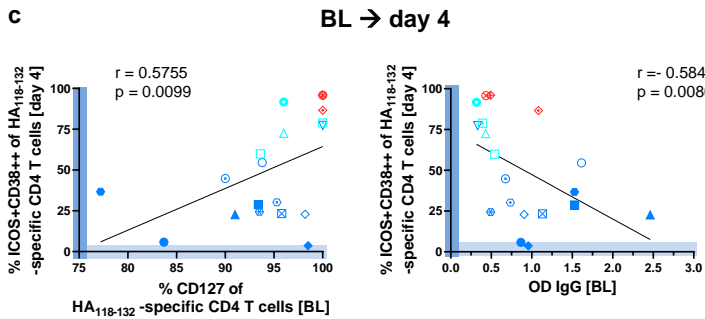 c
BL → day 4
% ICOS+CD38++ of HA118-132
-specific CD4 T cells [day 4]
r = 0.5755
p = 0.0099
100
75
50
25
0
75 80 85 90 95 100
% CD127 of
HA118-132 -specific CD4 T cells [BL]
% ICOS+CD38++ of HA118-132
-specific CD4 T cells [day 4]
r =- 0.584
p = 0.008
100
75
50
25
0
0.0 0.5 1.0 1.5 2.0 2.5 3.0
OD IgG [BL]